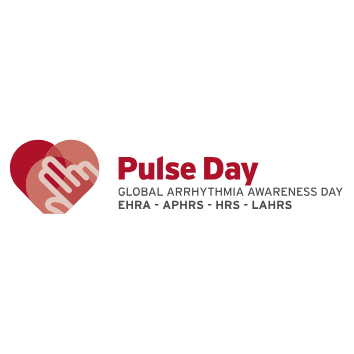 Pulse Day
GLOBAL ARRHYTHMIA AWARENESS DAY
EHRA - APHRS - HRS - LAHRS